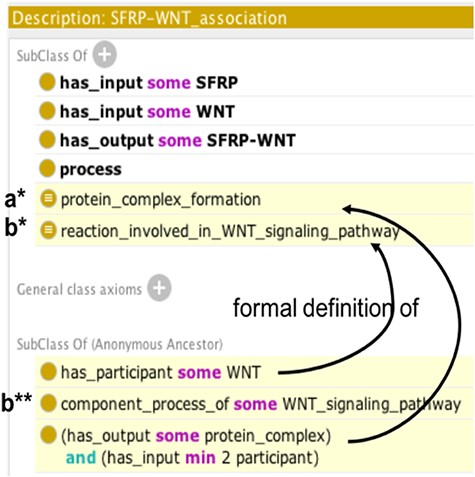 Description: SFRP-WNT_association
SubClass Of +
has_input some SFRP
has_input some WNT
has_output some SFRP-WNT
process
a* protein_complex_formation
b* reaction_involved_in_WNT_signaling_pathway
General class axioms +
formal definition of
SubClass Of (Anonymous Ancestor)
has_participant some WNT
b** component_process_of some WNT_signaling_pathway
(has_output some protein_complex)
and (has_input min 2 participant)